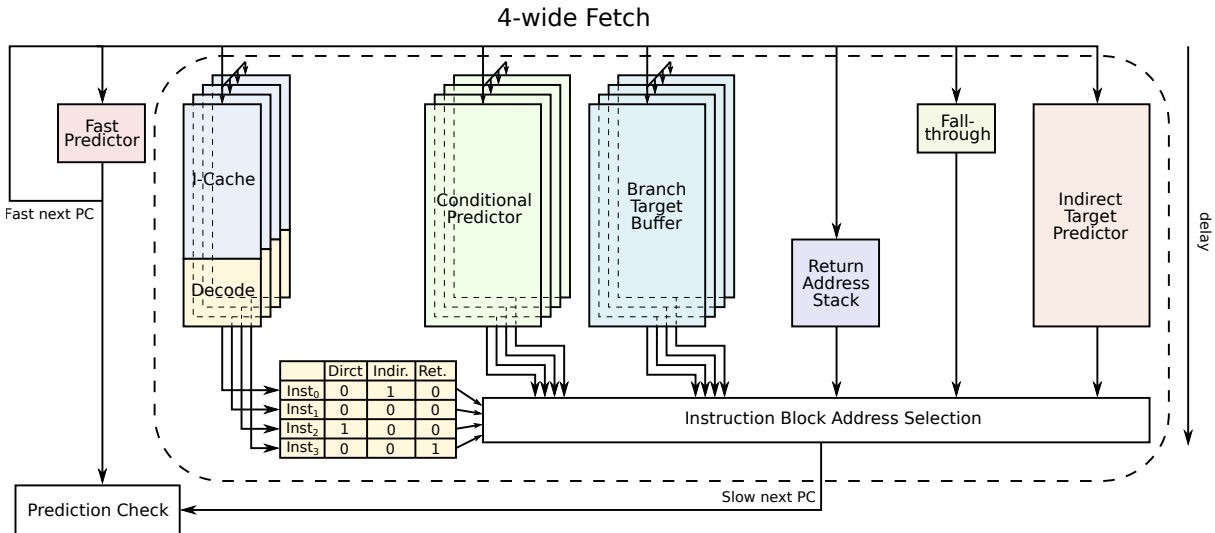 4-wide Fetch
Fast
Predictor
I-Cache
Decode
Conditional
Predictor
Branch
Target
Buffer
Return
Address
Stack
Fall-
through
Indirect
Target
Predictor
delay
Fast next PC
Dirct Indir. Ret.
Inst₀ 0 1 0
Inst₁ 0 0 0
Inst₂ 1 0 0
Inst₃ 0 0 1
Instruction Block Address Selection
Slow next PC
Prediction Check